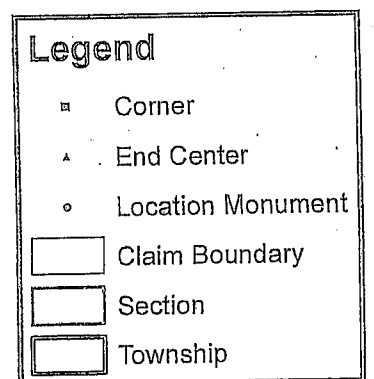 Legend
Corner
End Center
Location Monument
Claim Boundary
Section
Township